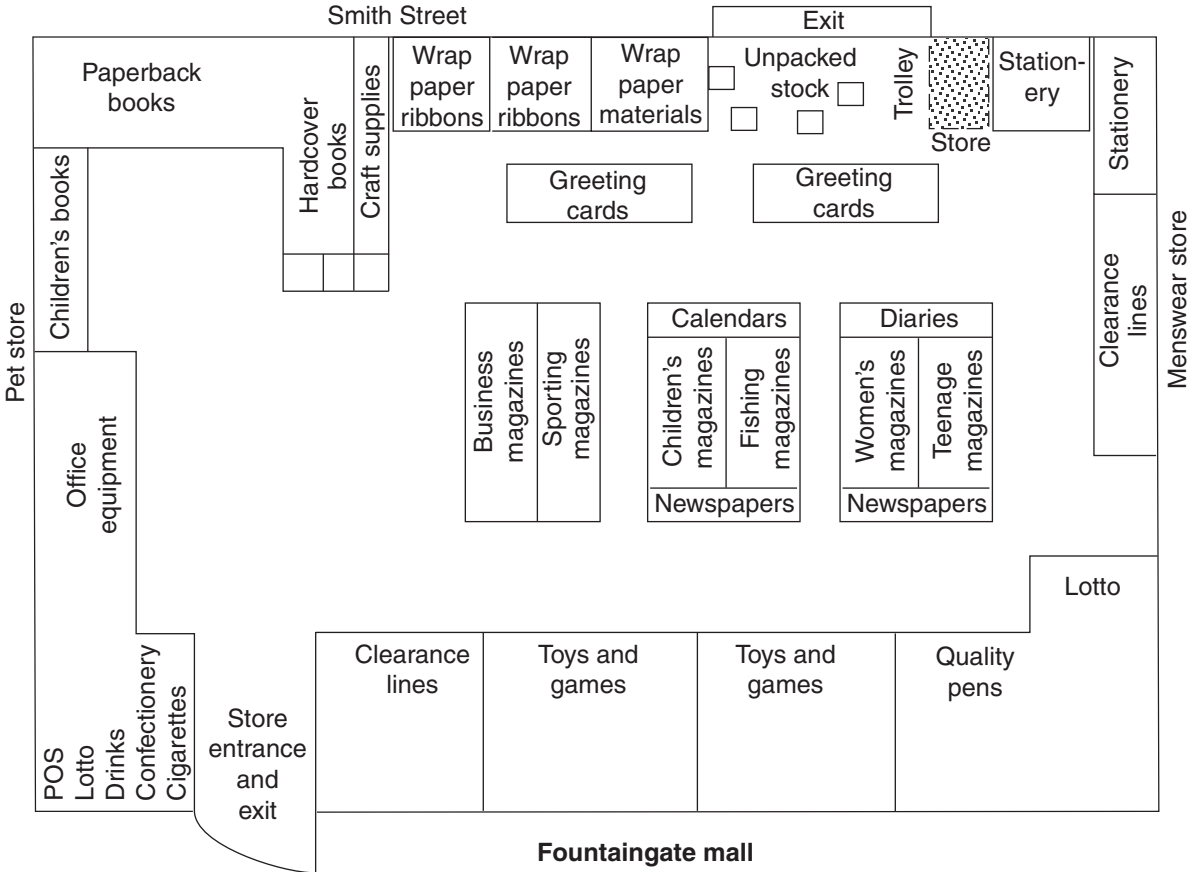 Smith Street
Exit
Paperback
books
Hardcover
books
Craft supplies
Wrap
paper
ribbons
Wrap
paper
ribbons
Wrap
paper
materials
Unpacked
stock
Trolley
Store
Station-
ery
Stationery
Children's books
Greeting
cards
Greeting
cards
Pet store
Clearance
lines
Menswear store
Business
magazines
Sporting
magazines
Calendars
Children's
magazines
Fishing
magazines
Newspapers
Diaries
Women's
magazines
Teenage
magazines
Newspapers
Office
equipment
Lotto
POS
Lotto
Drinks
Confectionery
Cigarettes
Store
entrance
and
exit
Clearance
lines
Toys and
games
Toys and
games
Quality
pens
Fountaingate mall